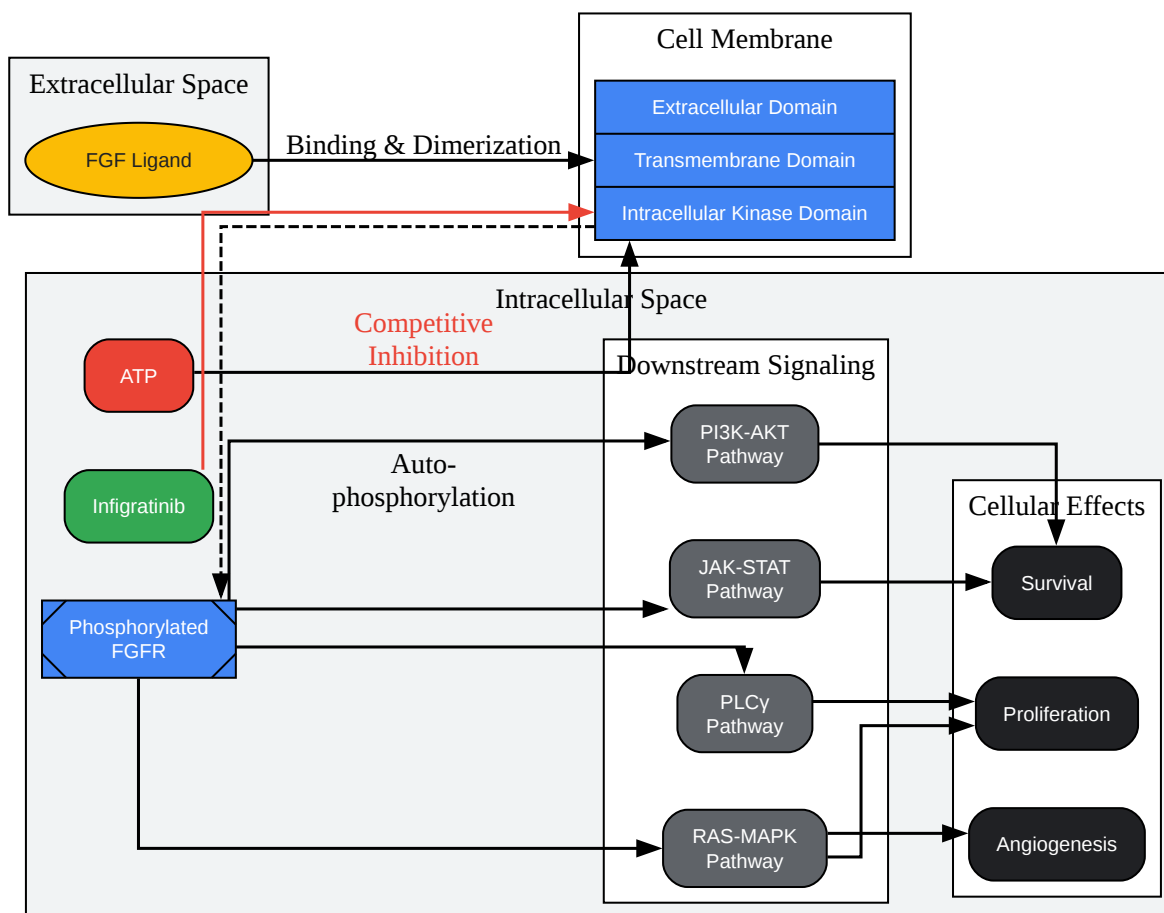 Cell Membrane
Extracellular Space
Extracellular Domain
FGF Ligand
Binding & Dimerization
Transmembrane Domain
Intracellular Kinase Domain
Intracellular Space
Competitive
Inhibition
ATP
Downstream Signaling
PI3K-AKT
Pathway
Auto-
phosphorylation
Infigratinib
Cellular Effects
JAK-STAT
Pathway
Survival
Phosphorylated
FGFR
PLCγ
Pathway
Proliferation
RAS-MAPK
Pathway
Angiogenesis